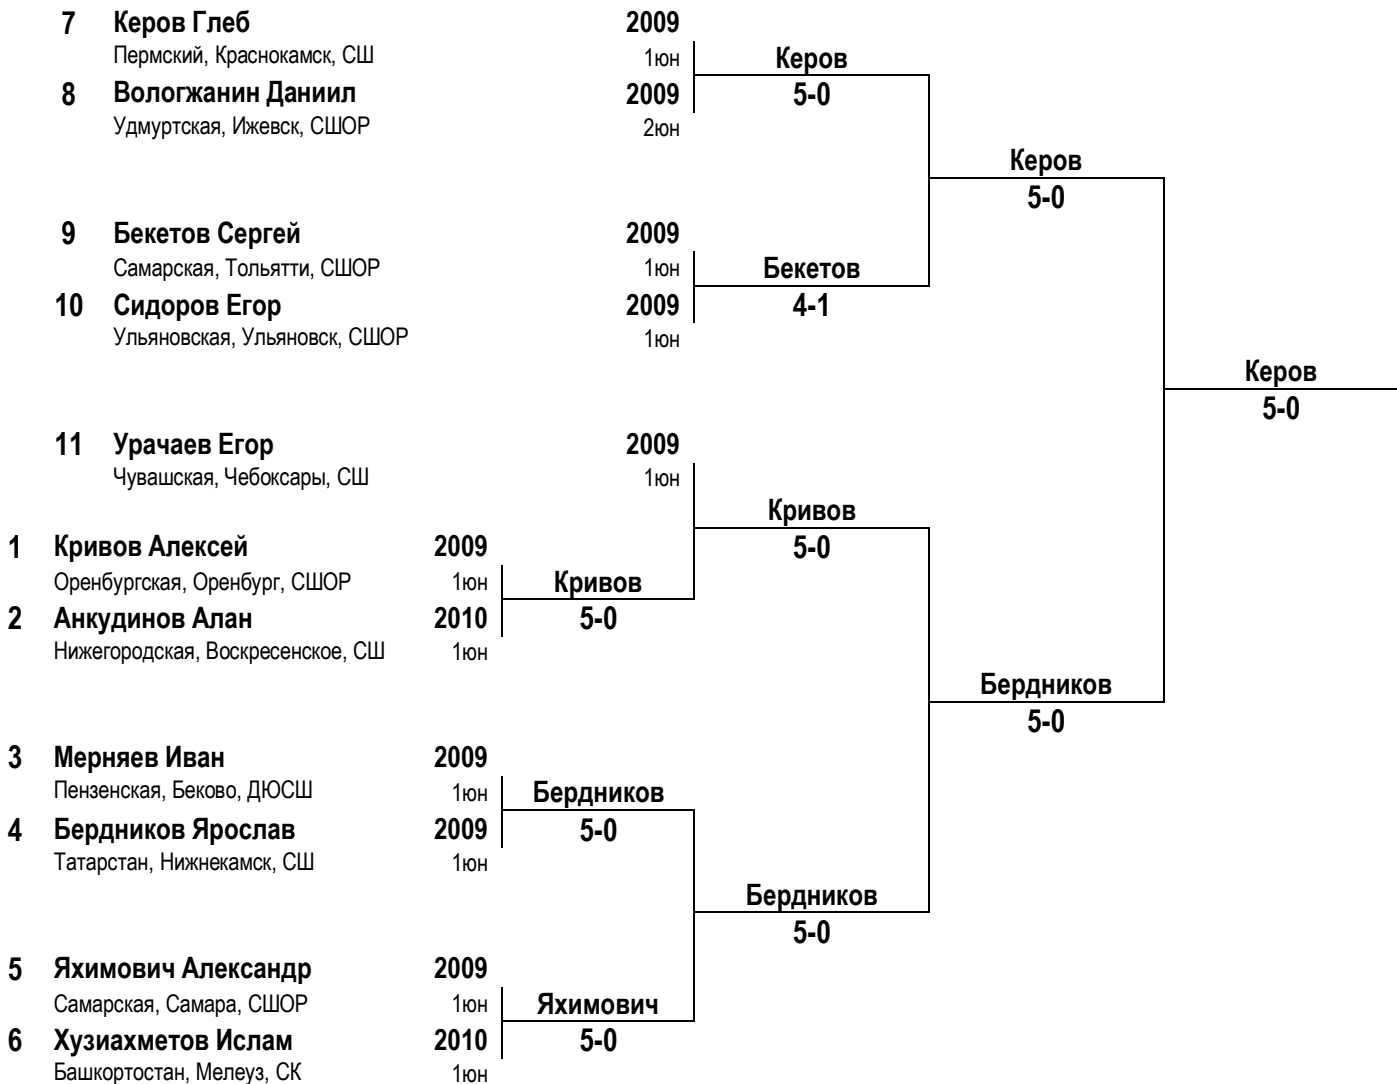 7 Керов Глеб 2009
Пермский, Краснокамск, СШ 1юн Керов
8 Вологжанин Даниил 2009 5-0
Удмуртская, Ижевск, СШОР 2юн
Керов
5-0
9 Бекетов Сергей 2009
Самарская, Тольятти, СШОР 1юн Бекетов
10 Сидоров Егор 2009 4-1
Ульяновская, Ульяновск, СШОР 1юн
Керов
5-0
11 Урачаев Егор 2009
Чувашская, Чебоксары, СШ 1юн
Кривов
1 Кривов Алексей 2009 5-0
Оренбургская, Оренбург, СШОР 1юн Кривов
2 Анкудинов Алан 2010 5-0
Нижегородская, Воскресенское, СШ 1юн
Бердников
5-0
3 Мерняев Иван 2009
Пензенская, Беково, ДЮСШ 1юн Бердников
4 Бердников Ярослав 2009 5-0
Татарстан, Нижнекамск, СШ 1юн
Бердников
5-0
5 Яхимович Александр 2009
Самарская, Самара, СШОР 1юн Яхимович
6 Хузиахметов Ислам 2010 5-0
Башкортостан, Мелеуз, СК 1юн